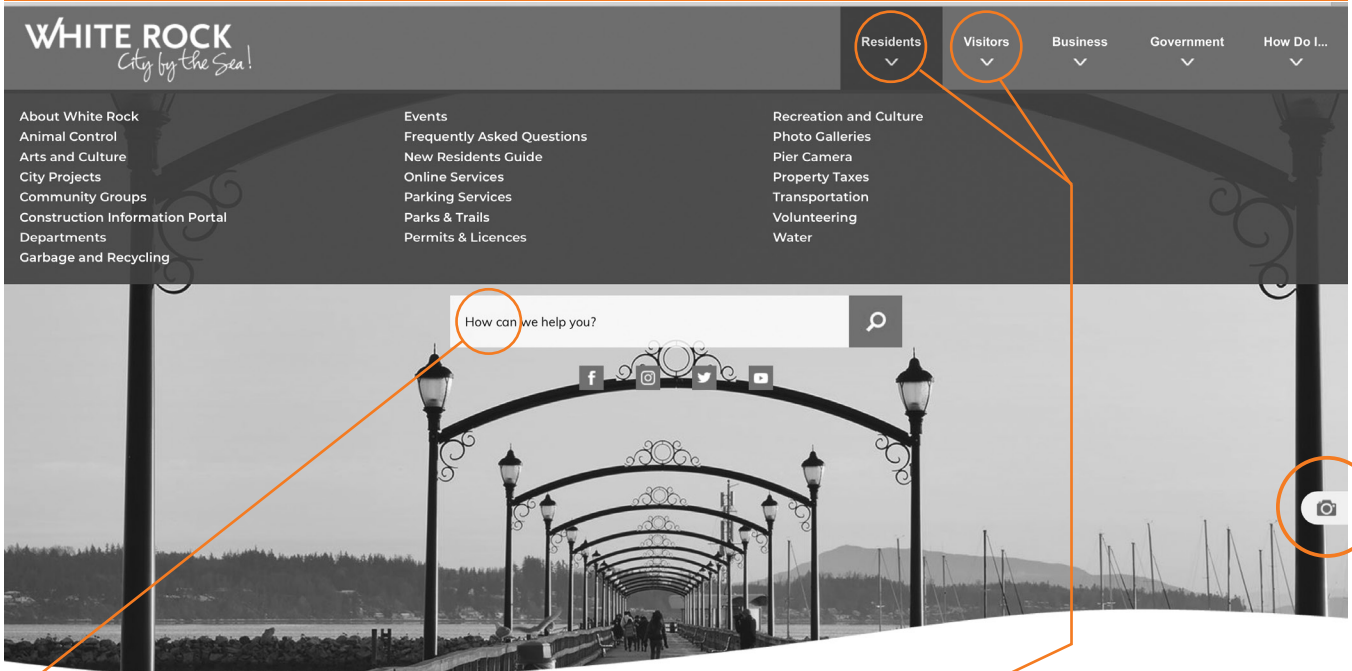 WHITE ROCK
City by the Sea!
Residents
Visitors
Business
Government
How Do I...
About White Rock
Animal Control
Arts and Culture
City Projects
Community Groups
Construction Information Portal
Departments
Garbage and Recycling
Events
Frequently Asked Questions
New Residents Guide
Online Services
Parking Services
Parks & Trails
Permits & Licences
Recreation and Culture
Photo Galleries
Pier Camera
Property Taxes
Transportation
Volunteering
Water
How can we help you?